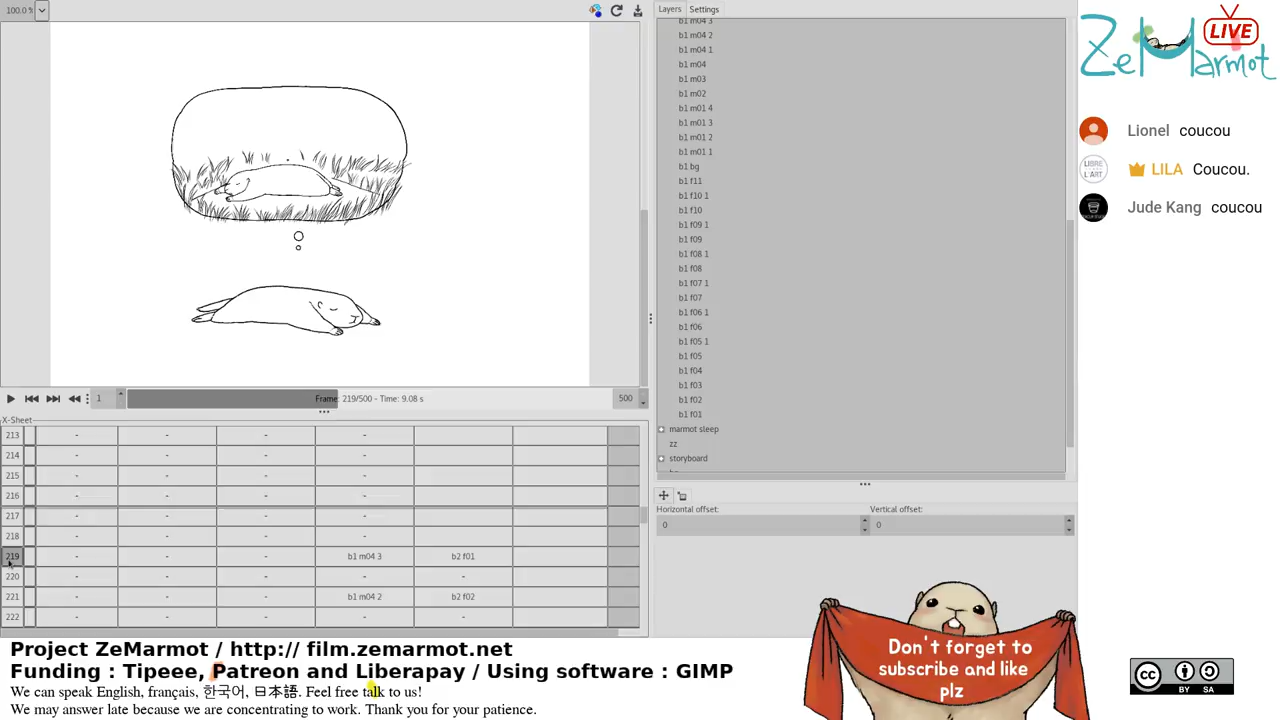 100.0 %
Layers Settings
b1 m04 3
b1 m04 2
b1 m04 1
b1 m04
b1 m03
b1 m02
b1 m01 4
b1 m01 3
b1 m01 2
b1 m01 1
b1 bg
b1 f11
b1 f10 1
b1 f10
b1 f09 1
b1 f09
b1 f08 1
b1 f08
b1 f07 1
b1 f07
b1 f06 1
b1 f06
b1 f05 1
b1 f05
b1 f04
b1 f03
b1 f02
b1 f01
marmot sleep
zz
storyboard
Horizontal offset: Vertical offset:
0 0
1 Frame: 219/500 - Time: 9.08 s 500
X-Sheet
213 - - - -
214 - - - -
215 - - - -
216 - - - -
217 - - - -
218 - - - -
219 - - - b1 m04 3 b2 f01
220 - - - - -
221 - - - b1 m04 2 b2 f02
222 - - - - -
ZeMarmot LIVE
Lionel coucou
LILA Coucou.
Jude Kang coucou
LIBRE
L'ART
Don't forget to
subscribe and like
plz
Project ZeMarmot / http:// film.zemarmot.net
Funding : Tipeee, Patreon and Liberapay / Using software : GIMP
We can speak English, français, 한국어, 日本語. Feel free talk to us!
We may answer late because we are concentrating to work. Thank you for your patience.
cc
BY SA